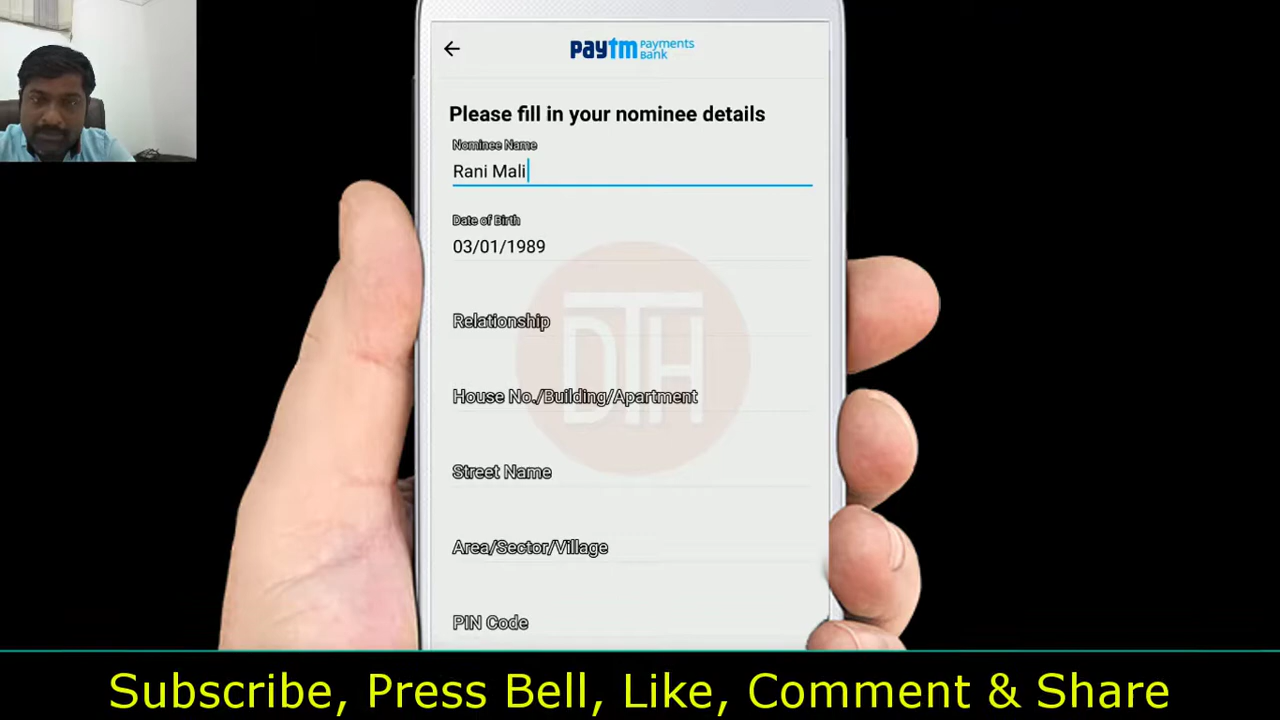 paytm Payments Bank
Please fill in your nominee details
Nominee Name
Rani Mali
Date of Birth
03/01/1989
Relationship
DTH
House No./Building/Apartment
Street Name
Area/Sector/Village
PIN Code
Subscribe, Press Bell, Like, Comment & Share